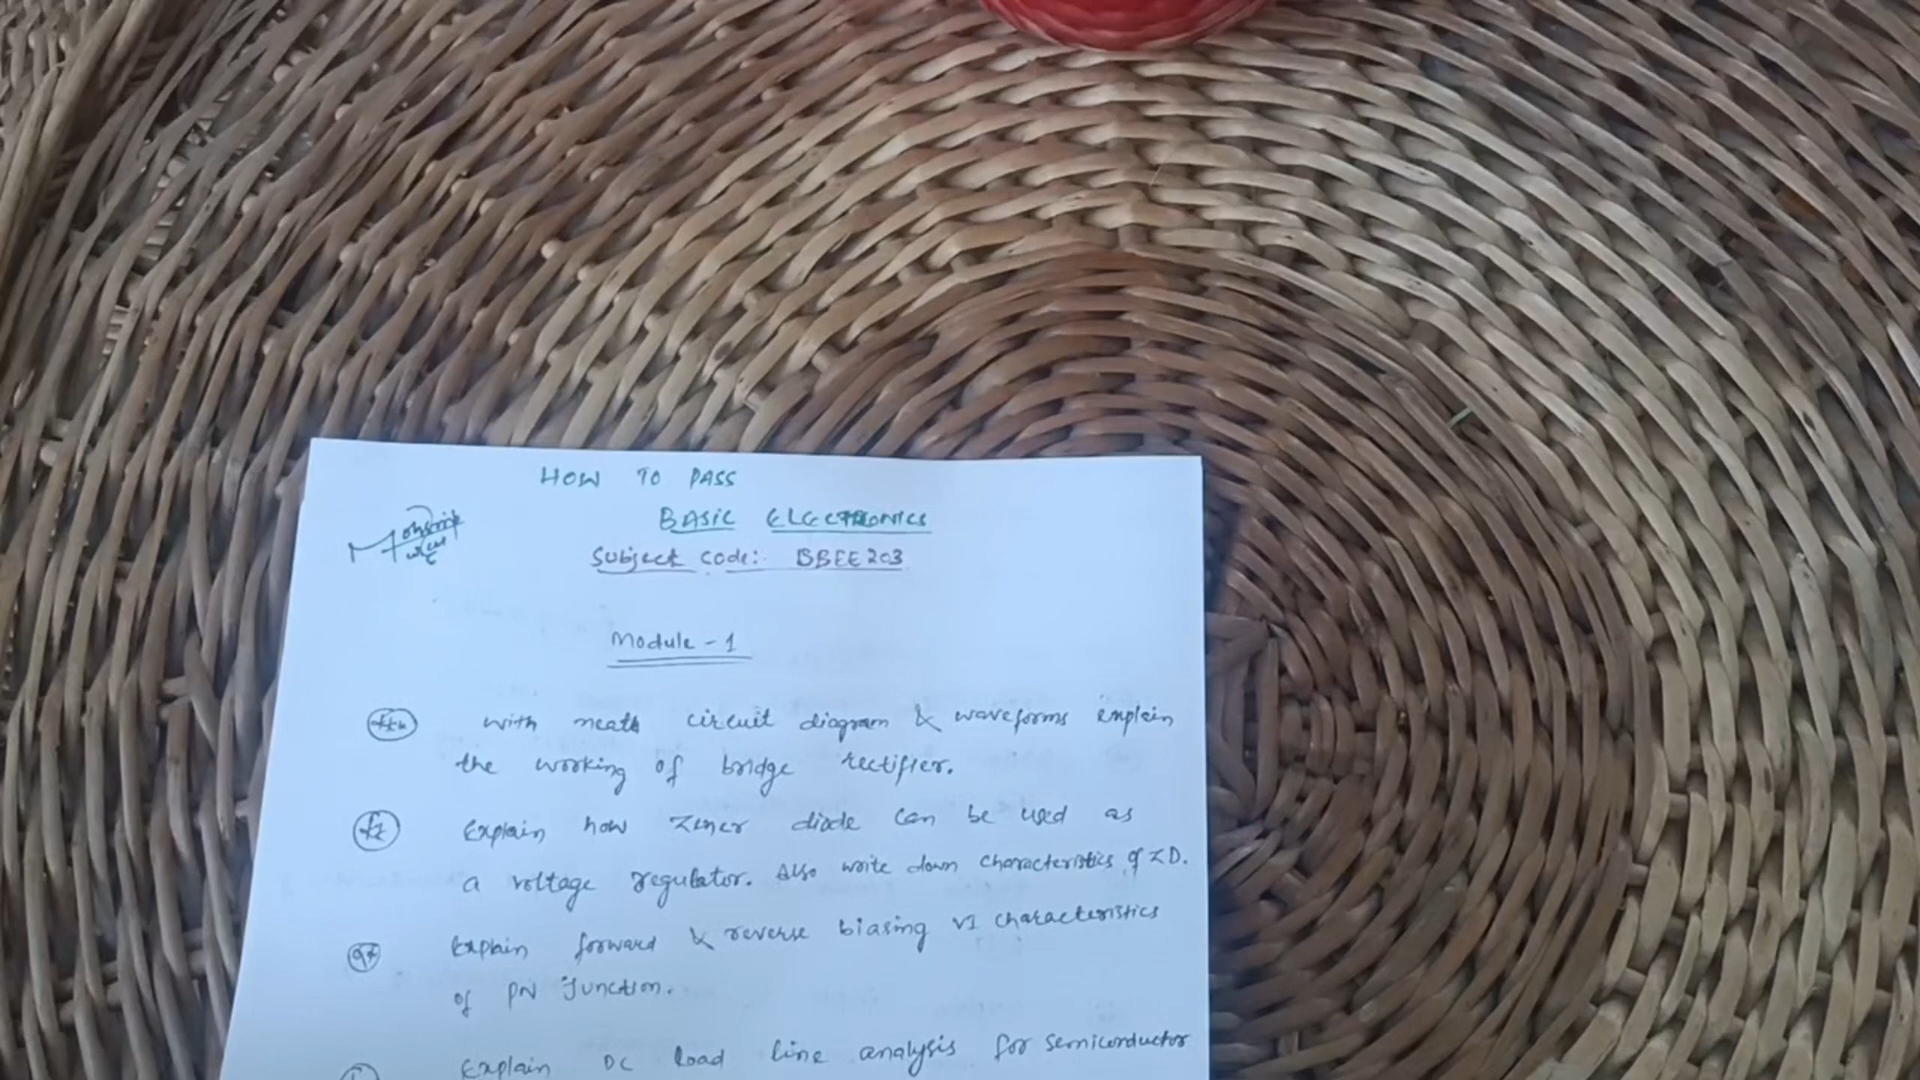 HOW TO PASS
BASIC ELECTRONICS
Subject Code:- BBEE203
Module - 1
with neat circuit diagram & waveforms explain
the working of bridge rectifier.
Explain how Zener diode can be used as
a voltage regulator. Also write down characteristics of ZD.
Explain forward & reverse biasing VI characteristics
of PN Junction.
Explain DC load line analysis for semiconductor